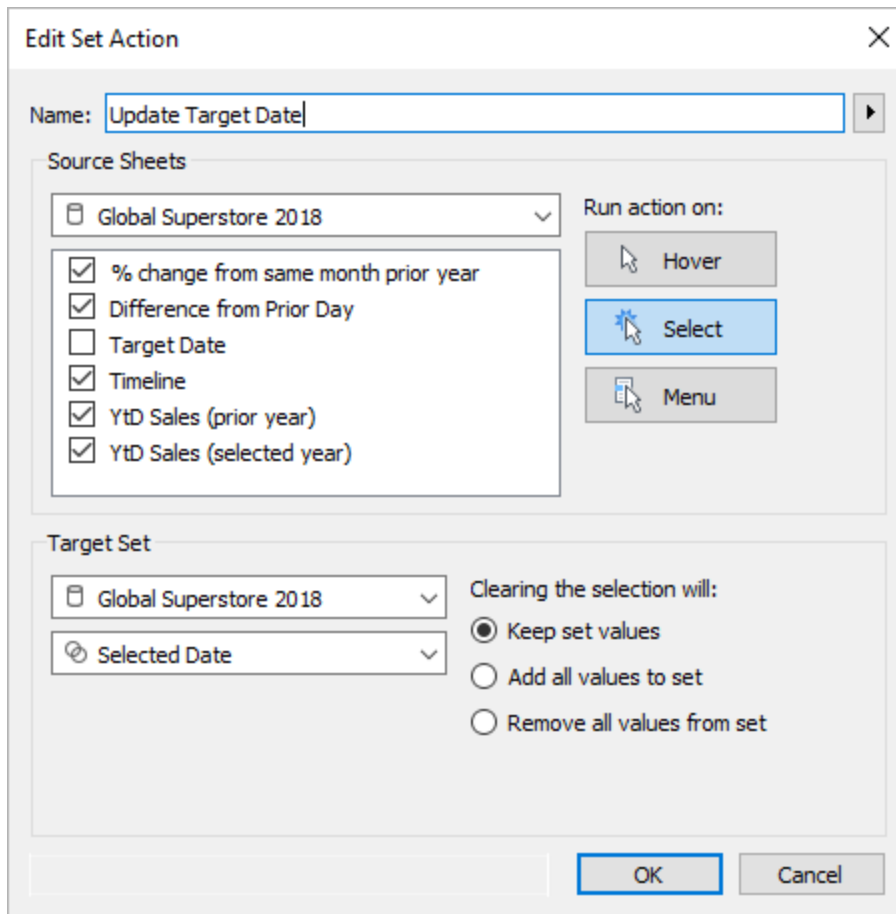 Edit Set Action
Name: Update Target Date
Source Sheets
Global Superstore 2018
Run action on:
% change from same month prior year
Difference from Prior Day
Target Date
Timeline
YtD Sales (prior year)
YtD Sales (selected year)
Hover
Select
Menu
Target Set
Global Superstore 2018
Selected Date
Clearing the selection will:
Keep set values
Add all values to set
Remove all values from set
OK
Cancel